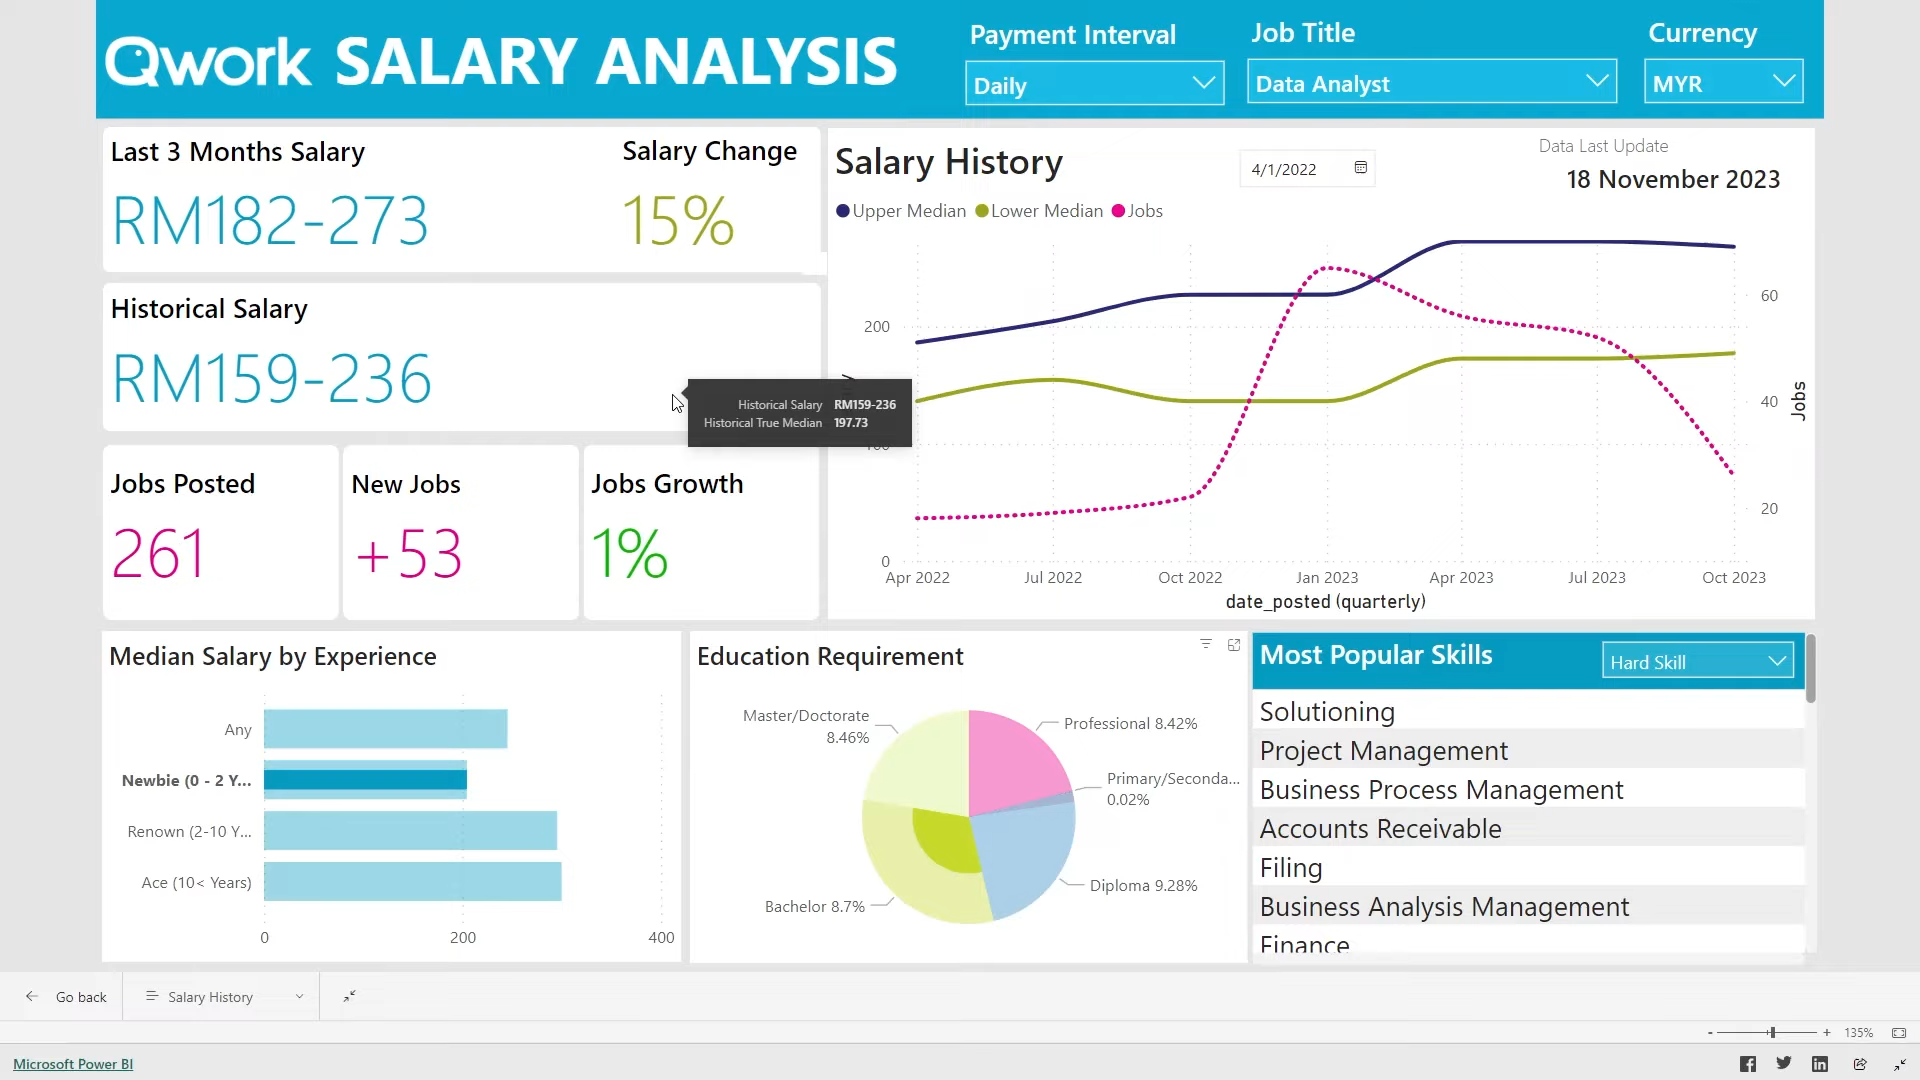 Qwork SALARY ANALYSIS
Payment Interval
Daily
Job Title
Data Analyst
Currency
MYR
Last 3 Months Salary
RM182-273
Salary Change
15%
Historical Salary
RM159-236
Historical Salary RM159-236
Historical True Median 197.73
Jobs Posted
261
New Jobs
+53
Jobs Growth
1%
Salary History
4/1/2022
Data Last Update
18 November 2023
Upper Median Lower Median Jobs
200
0
60
40
20
Jobs
Apr 2022 Jul 2022 Oct 2022 Jan 2023 Apr 2023 Jul 2023 Oct 2023
date_posted (quarterly)
Median Salary by Experience
Any
Newbie (0 - 2 Y...
Renown (2-10 Y...
Ace (10< Years)
0 200 400
Education Requirement
Master/Doctorate
8.46%
Professional 8.42%
Primary/Seconda...
0.02%
Diploma 9.28%
Bachelor 8.7%
Most Popular Skills
Hard Skill
Solutioning
Project Management
Business Process Management
Accounts Receivable
Filing
Business Analysis Management
Finance
Go back
Salary History
- + 135%
Microsoft Power BI